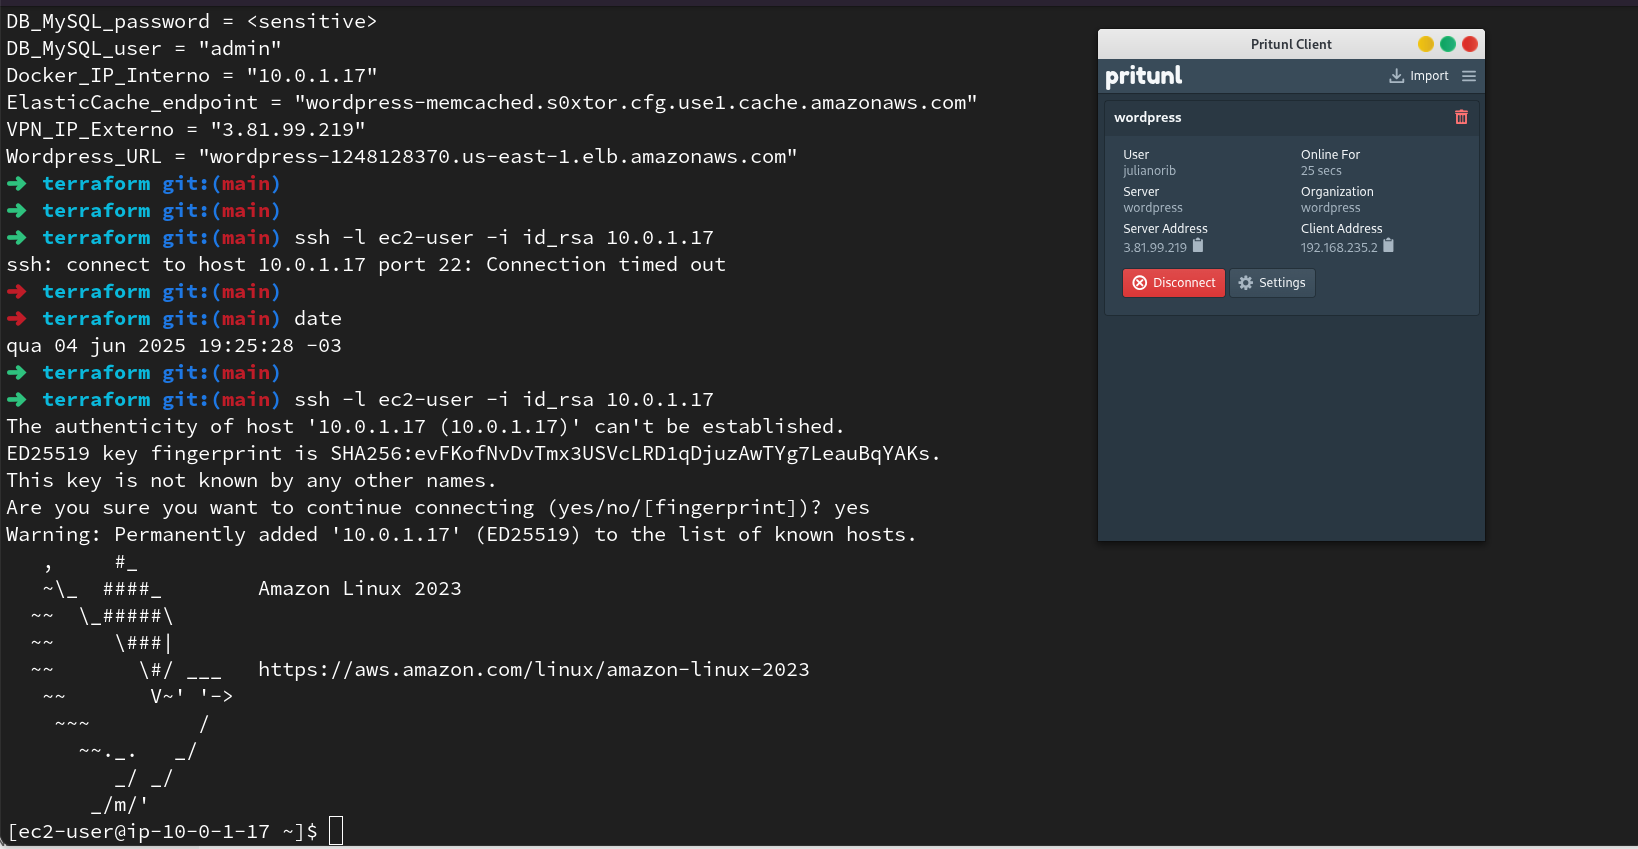 DB_MySQL_password = <sensitive>
DB_MySQL_user = "admin"
Docker_IP_Interno = "10.0.1.17"
ElasticCache_endpoint = "wordpress-memcached.s0xtor.cfg.use1.cache.amazonaws.com"
VPN_IP_Externo = "3.81.99.219"
Wordpress_URL = "wordpress-1248128370.us-east-1.elb.amazonaws.com"
➜  terraform git:(main)
➜  terraform git:(main)
➜  terraform git:(main) ssh -l ec2-user -i id_rsa 10.0.1.17
ssh: connect to host 10.0.1.17 port 22: Connection timed out
➜  terraform git:(main)
➜  terraform git:(main) date
qua 04 jun 2025 19:25:28 -03
➜  terraform git:(main)
➜  terraform git:(main) ssh -l ec2-user -i id_rsa 10.0.1.17
The authenticity of host '10.0.1.17 (10.0.1.17)' can't be established.
ED25519 key fingerprint is SHA256:evFKofNvDvTmx3USVcLRD1qDjuzAwTYg7LeauBqYAKs.
This key is not known by any other names.
Are you sure you want to continue connecting (yes/no/[fingerprint])? yes
Warning: Permanently added '10.0.1.17' (ED25519) to the list of known hosts.
   ,     #_
   ~\_  ####_        Amazon Linux 2023
  ~~  \_#####\
  ~~     \###|
  ~~       \#/ ___   https://aws.amazon.com/linux/amazon-linux-2023
   ~~       V~' '->
    ~~~         /
      ~~._.   _/
         _/ _/
       _/m/'
[ec2-user@ip-10-0-1-17 ~]$
Pritunl Client
pritunl
Import
wordpress
User
julianorib
Online For
25 secs
Server
wordpress
Organization
wordpress
Server Address
3.81.99.219
Client Address
192.168.235.2
Disconnect
Settings